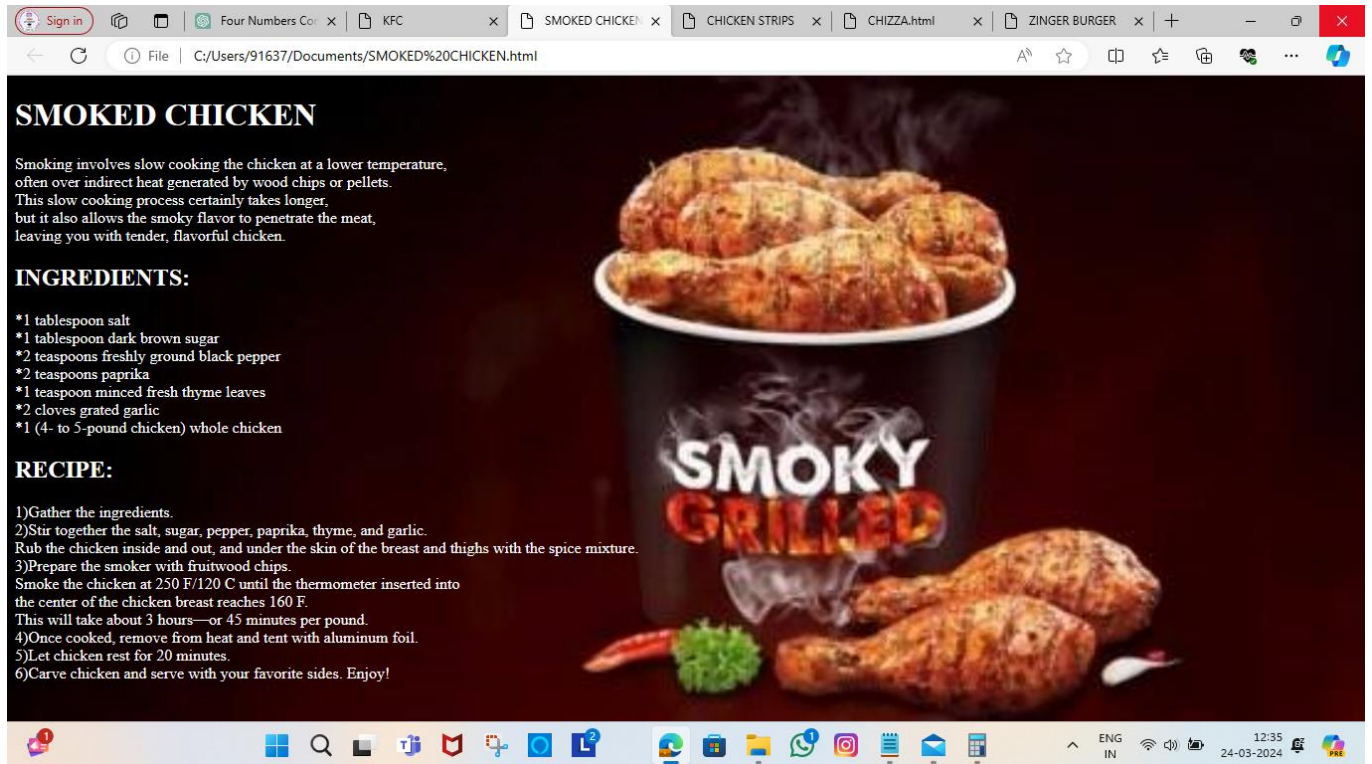 Sign in
Four Numbers Cor
KFC
SMOKED CHICKEN
CHICKEN STRIPS
CHIZZA.html
ZINGER BURGER
File
C:/Users/91637/Documents/SMOKED%20CHICKEN.html
SMOKED CHICKEN
Smoking involves slow cooking the chicken at a lower temperature,
often over indirect heat generated by wood chips or pellets.
This slow cooking process certainly takes longer,
but it also allows the smoky flavor to penetrate the meat,
leaving you with tender, flavorful chicken.
INGREDIENTS:
*1 tablespoon salt
*1 tablespoon dark brown sugar
*2 teaspoons freshly ground black pepper
*2 teaspoons paprika
*1 teaspoon minced fresh thyme leaves
*2 cloves grated garlic
*1 (4- to 5-pound chicken) whole chicken
RECIPE:
1)Gather the ingredients.
2)Stir together the salt, sugar, pepper, paprika, thyme, and garlic.
Rub the chicken inside and out, and under the skin of the breast and thighs with the spice mixture.
3)Prepare the smoker with fruitwood chips.
Smoke the chicken at 250 F/120 C until the thermometer inserted into
the center of the chicken breast reaches 160 F.
This will take about 3 hours—or 45 minutes per pound.
4)Once cooked, remove from heat and tent with aluminum foil.
5)Let chicken rest for 20 minutes.
6)Carve chicken and serve with your favorite sides. Enjoy!
SMOKY
GRILLED
1
2
1
ENG
IN
12:35
24-03-2024
PRE